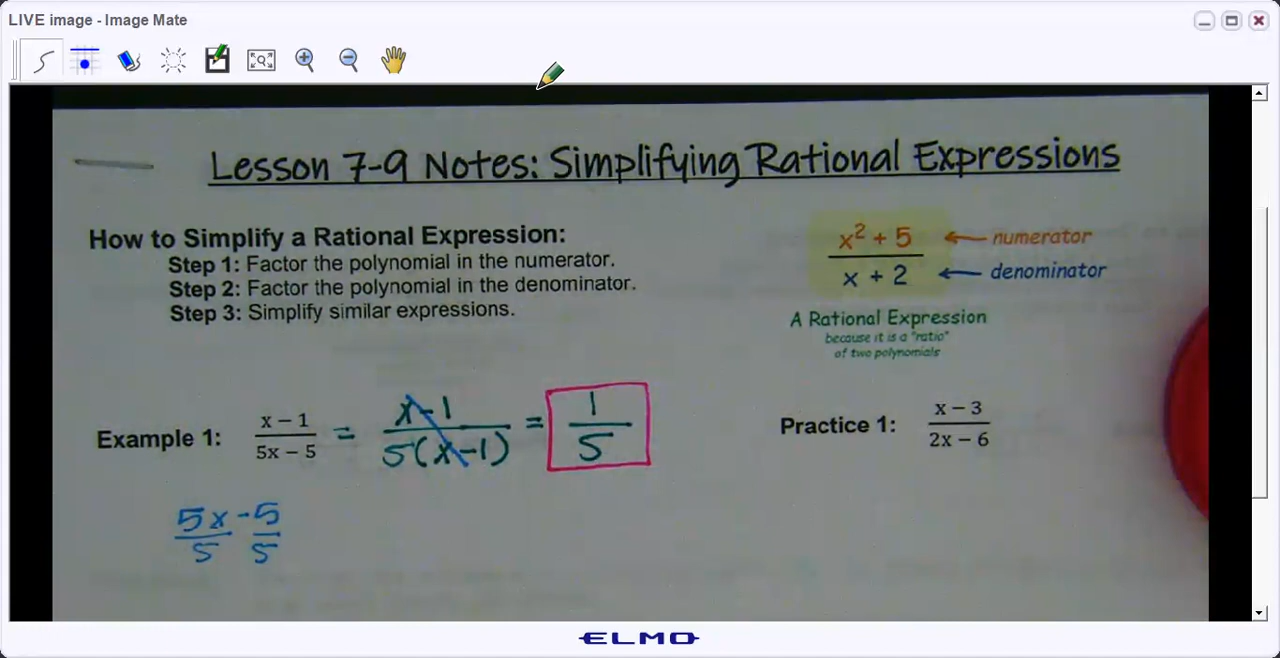 LIVE image - Image Mate
Lesson 7-9 Notes: Simplifying Rational Expressions
How to Simplify a Rational Expression:
Step 1: Factor the polynomial in the numerator.
Step 2: Factor the polynomial in the denominator.
Step 3: Simplify similar expressions.
x² + 5 ← numerator
x + 2 ← denominator
A Rational Expression
because it is a "ratio"
of two polynomials
Example 1: (x – 1)/(5x – 5) = (x-1)/(5(x-1)) = 1/5
5x/5 - 5/5
Practice 1: (x – 3)/(2x – 6)
ELMO